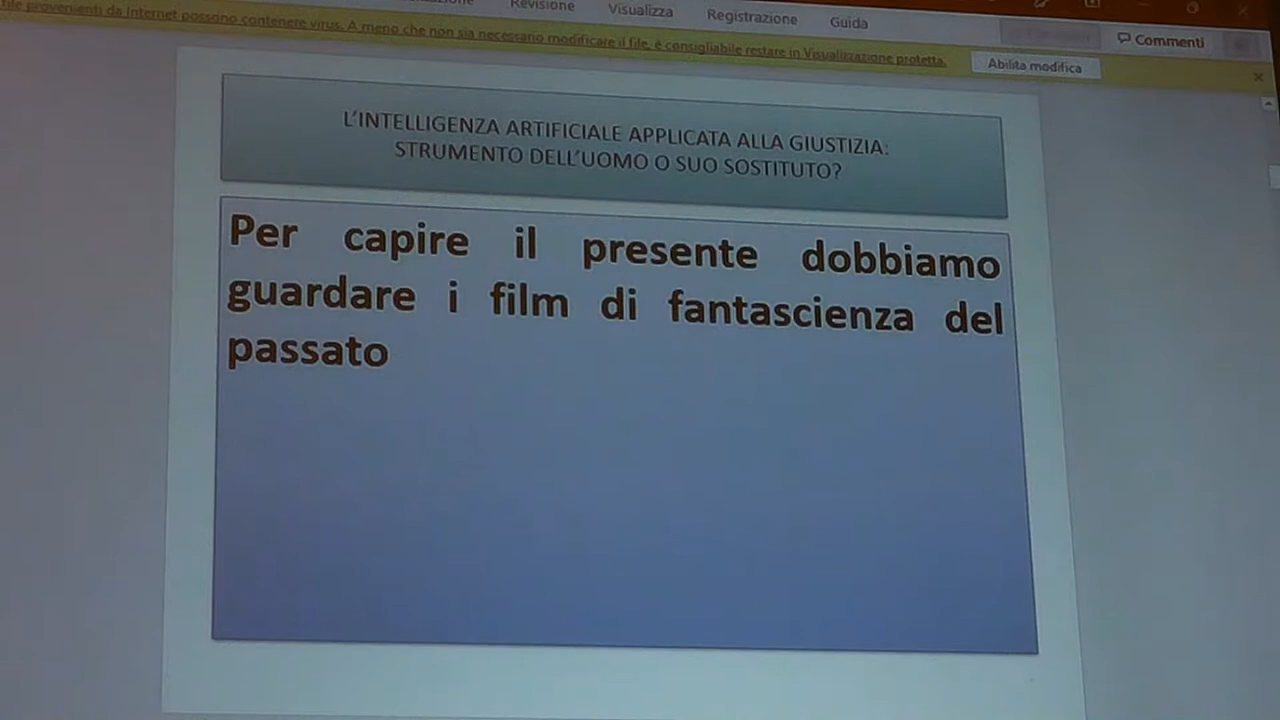 Revisione Visualizza Registrazione Guida
Commenti
file provenienti da Internet possono contenere virus. A meno che non sia necessario modificare il file, è consigliabile restare in Visualizzazione protetta.
Abilita modifica
L'INTELLIGENZA ARTIFICIALE APPLICATA ALLA GIUSTIZIA:
STRUMENTO DELL'UOMO O SUO SOSTITUTO?
Per capire il presente dobbiamo
guardare i film di fantascienza del
passato